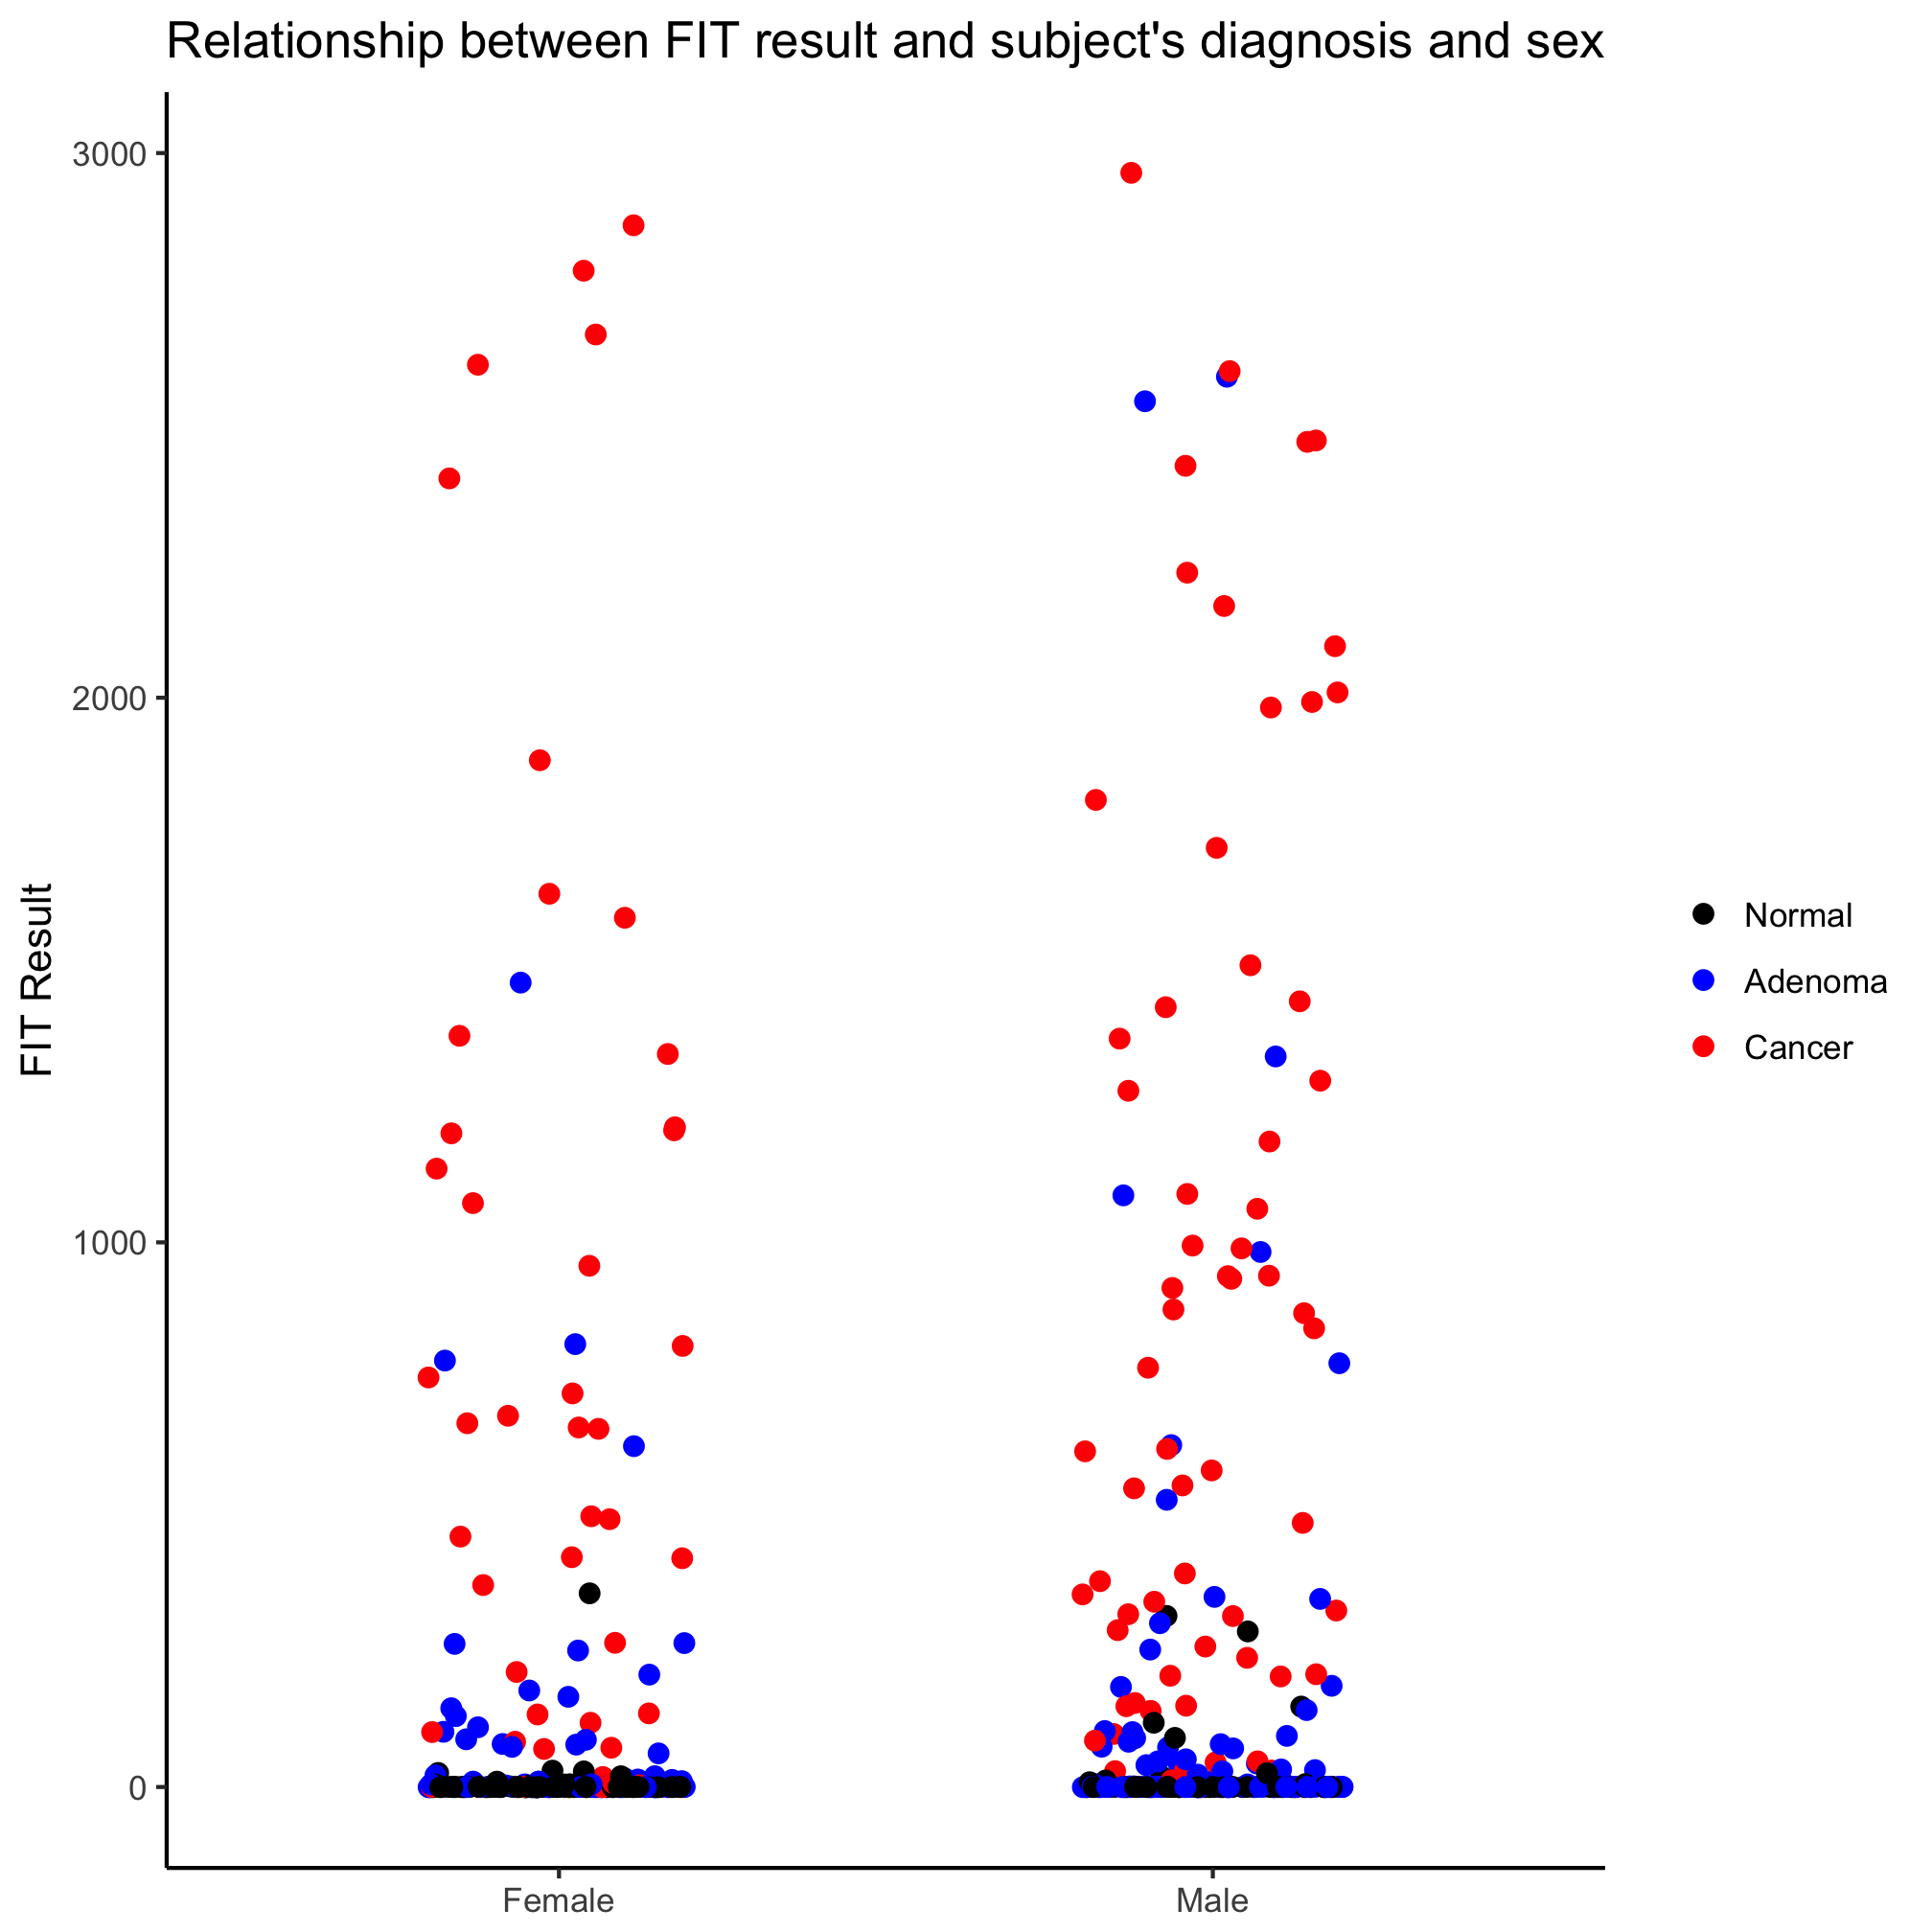 Relationship between FIT result and subject's diagnosis and sex
3000
2000
1000
0
FIT Result
Female
Male
Normal
Adenoma
Cancer